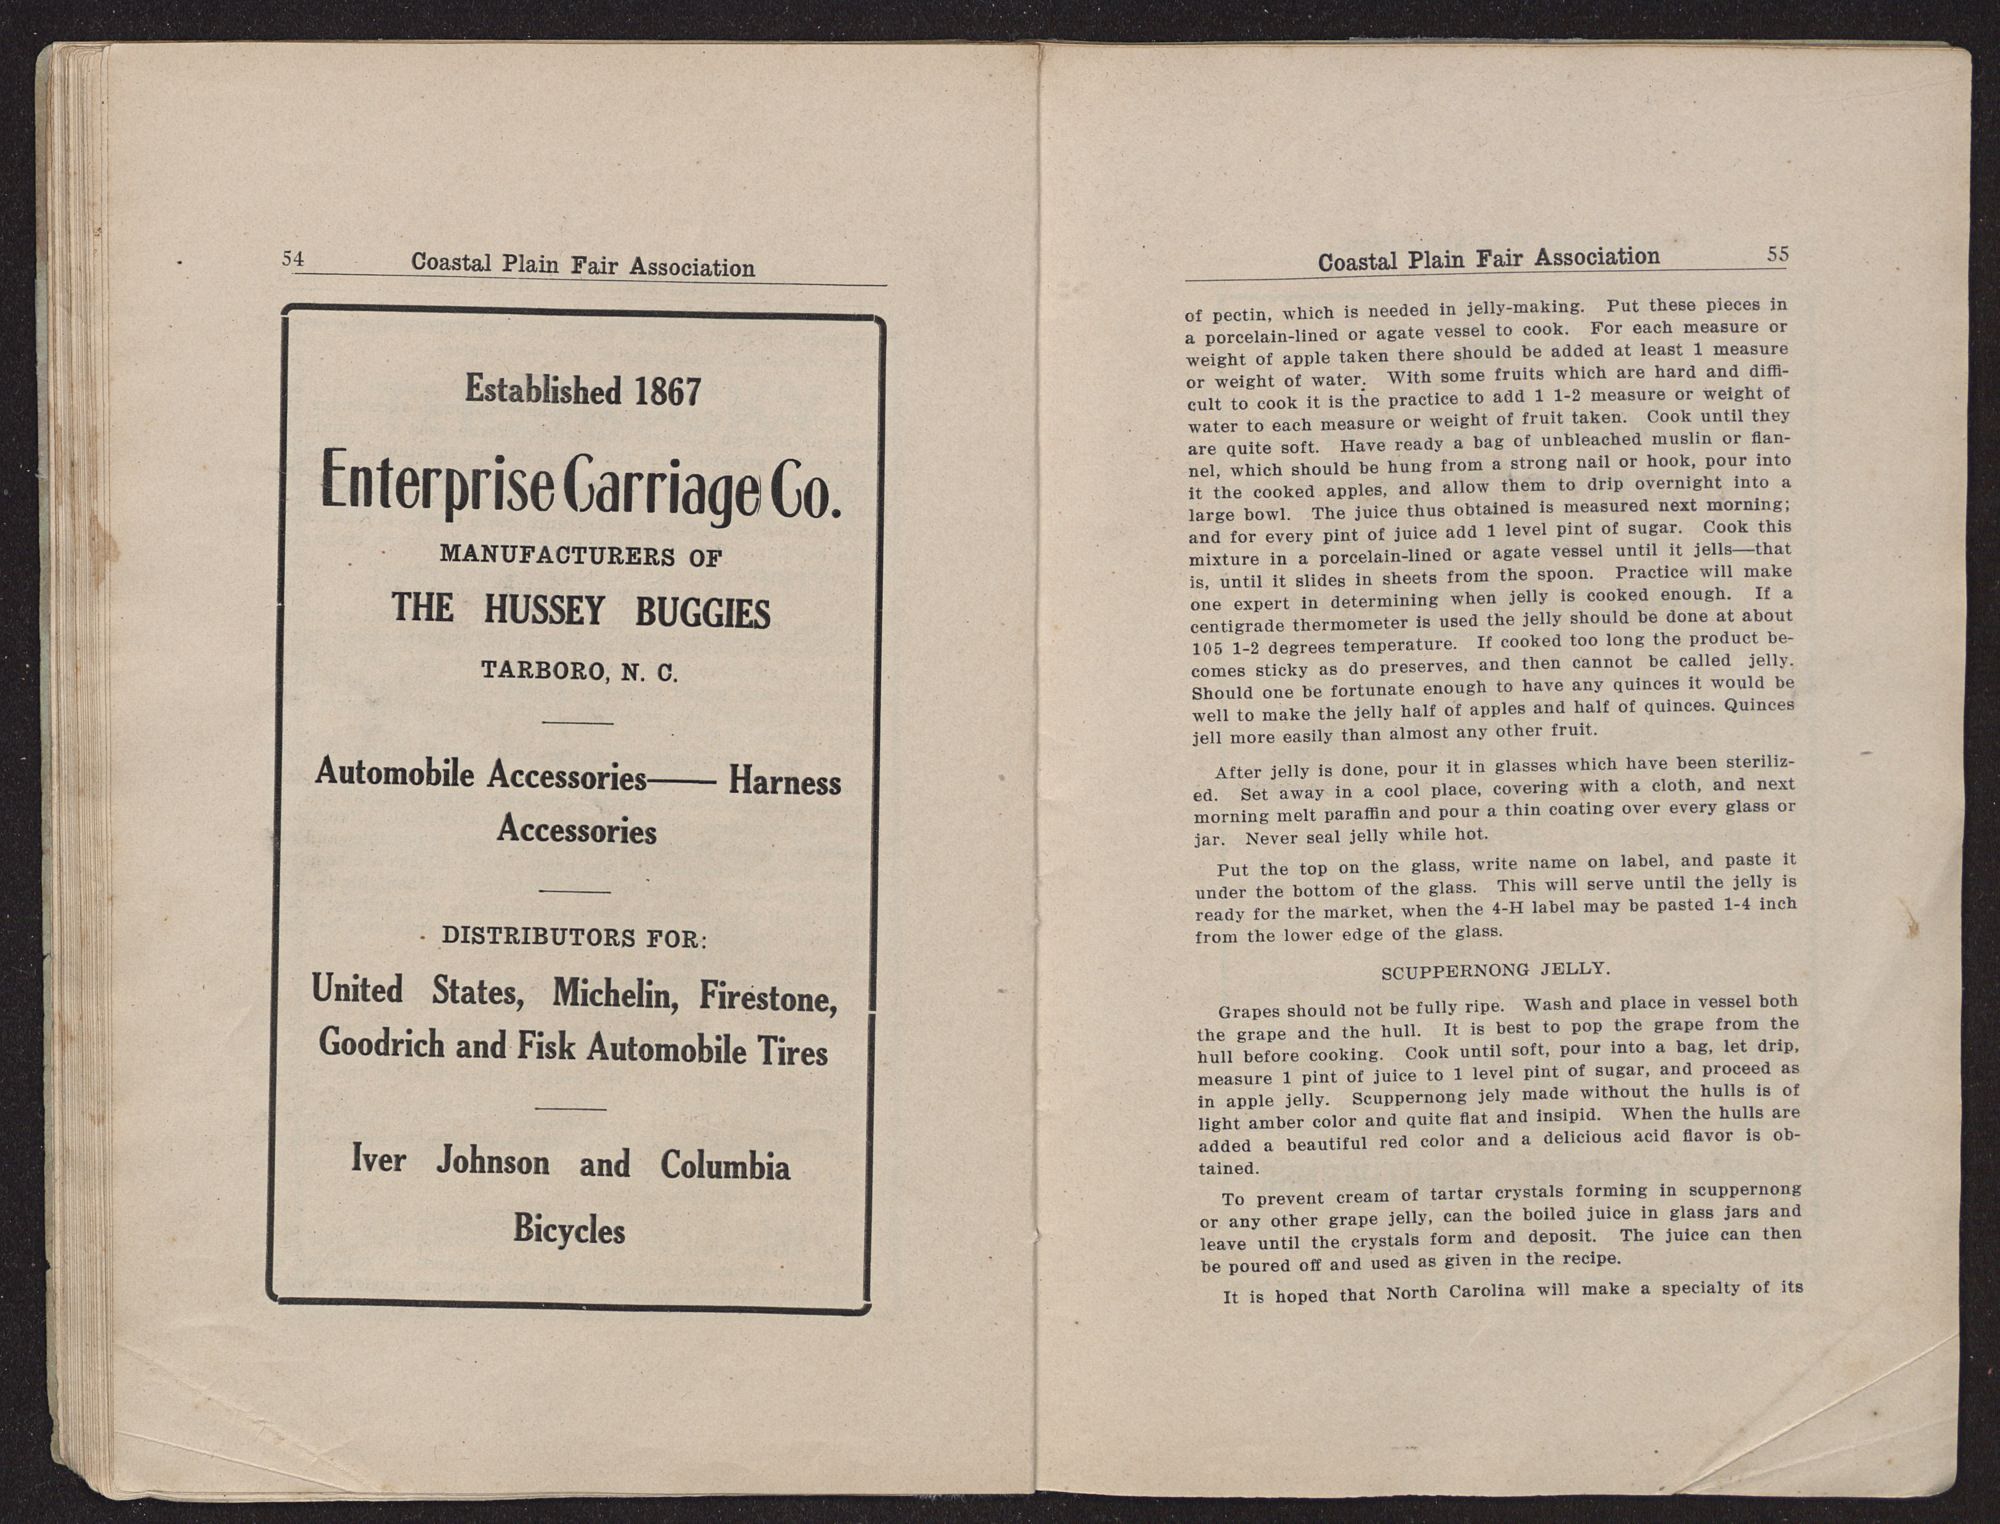 54 Coastal Plain Fair Association
Established 1867
Enterprise Carriage Co.
MANUFACTURERS OF
THE HUSSEY BUGGIES
TARBORO, N. C.
Automobile Accessories—— Harness
Accessories
DISTRIBUTORS FOR:
United States, Michelin, Firestone,
Goodrich and Fisk Automobile Tires
Iver Johnson and Columbia
Bicycles
Coastal Plain Fair Association 55
of pectin, which is needed in jelly-making. Put these pieces in
a porcelain-lined or agate vessel to cook. For each measure or
weight of apple taken there should be added at least 1 measure
or weight of water. With some fruits which are hard and diffi-
cult to cook it is the practice to add 1 1-2 measure or weight of
water to each measure or weight of fruit taken. Cook until they
are quite soft. Have ready a bag of unbleached muslin or flan-
nel, which should be hung from a strong nail or hook, pour into
it the cooked apples, and allow them to drip overnight into a
large bowl. The juice thus obtained is measured next morning;
and for every pint of juice add 1 level pint of sugar. Cook this
mixture in a porcelain-lined or agate vessel until it jells—that
is, until it slides in sheets from the spoon. Practice will make
one expert in determining when jelly is cooked enough. If a
centigrade thermometer is used the jelly should be done at about
105 1-2 degrees temperature. If cooked too long the product be-
comes sticky as do preserves, and then cannot be called jelly.
Should one be fortunate enough to have any quinces it would be
well to make the jelly half of apples and half of quinces. Quinces
jell more easily than almost any other fruit.
After jelly is done, pour it in glasses which have been steriliz-
ed. Set away in a cool place, covering with a cloth, and next
morning melt paraffin and pour a thin coating over every glass or
jar. Never seal jelly while hot.
Put the top on the glass, write name on label, and paste it
under the bottom of the glass. This will serve until the jelly is
ready for the market, when the 4-H label may be pasted 1-4 inch
from the lower edge of the glass.
SCUPPERNONG JELLY.
Grapes should not be fully ripe. Wash and place in vessel both
the grape and the hull. It is best to pop the grape from the
hull before cooking. Cook until soft, pour into a bag, let drip,
measure 1 pint of juice to 1 level pint of sugar, and proceed as
in apple jelly. Scuppernong jely made without the hulls is of
light amber color and quite flat and insipid. When the hulls are
added a beautiful red color and a delicious acid flavor is ob-
tained.
To prevent cream of tartar crystals forming in scuppernong
or any other grape jelly, can the boiled juice in glass jars and
leave until the crystals form and deposit. The juice can then
be poured off and used as given in the recipe.
It is hoped that North Carolina will make a specialty of its